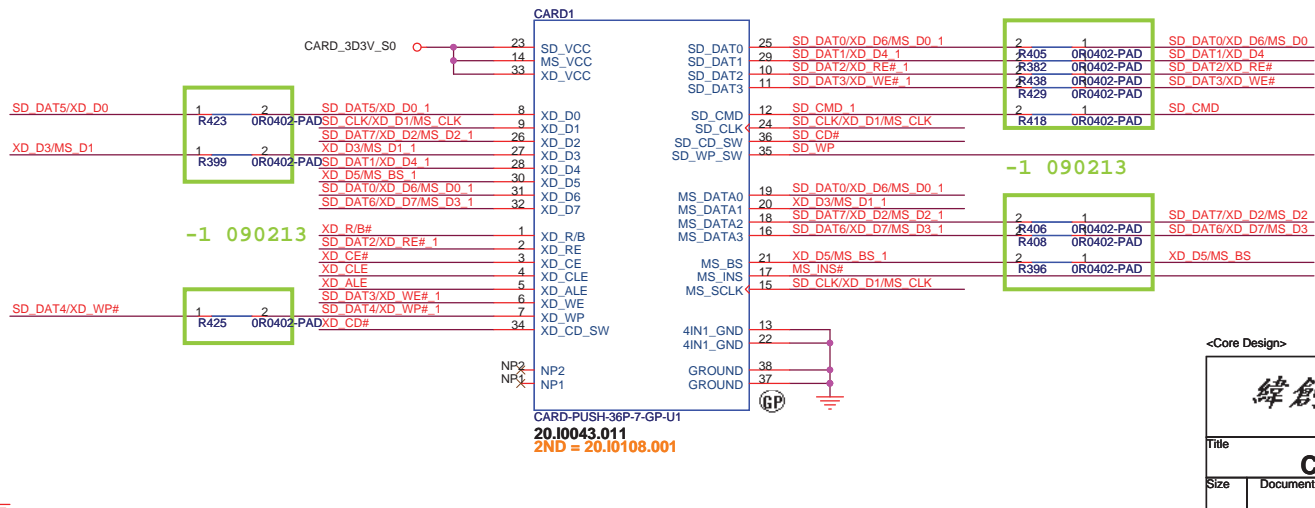 CARD1
CARD_3D3V_S0
23 SD_VCC
14 MS_VCC
33 XD_VCC
SD_DAT5/XD_D0
1 2
R423 0R0402-PAD
XD_D3/MS_D1
1 2
R399 0R0402-PAD
-1 090213
SD_DAT4/XD_WP#
1 2
R425 0R0402-PAD
SD_DAT5/XD_D0_1 8 XD_D0
SD_CLK/XD_D1/MS_CLK 9 XD_D1
SD_DAT7/XD_D2/MS_D2_1 26 XD_D2
XD_D3/MS_D1_1 27 XD_D3
SD_DAT1/XD_D4_1 28 XD_D4
XD_D5/MS_BS_1 30 XD_D5
SD_DAT0/XD_D6/MS_D0_1 31 XD_D6
SD_DAT6/XD_D7/MS_D3_1 32 XD_D7
XD_R/B# 1 XD_R/B
SD_DAT2/XD_RE#_1 2 XD_RE
XD_CE# 3 XD_CE
XD_CLE 4 XD_CLE
XD_ALE 5 XD_ALE
SD_DAT3/XD_WE#_1 6 XD_WE
SD_DAT4/XD_WP#_1 7 XD_WP
XD_CD# 34 XD_CD_SW
NP2 NP2
NP1 NP1
SD_DAT0 25 SD_DAT0/XD_D6/MS_D0_1
SD_DAT1 29 SD_DAT1/XD_D4_1
SD_DAT2 10 SD_DAT2/XD_RE#_1
SD_DAT3 11 SD_DAT3/XD_WE#_1
SD_CMD 12 SD_CMD_1
SD_CLK 24 SD_CLK/XD_D1/MS_CLK
SD_CD_SW 36 SD_CD#
SD_WP_SW 35 SD_WP
MS_DATA0 19 SD_DAT0/XD_D6/MS_D0_1
MS_DATA1 20 XD_D3/MS_D1_1
MS_DATA2 18 SD_DAT7/XD_D2/MS_D2_1
MS_DATA3 16 SD_DAT6/XD_D7/MS_D3_1
MS_BS 21 XD_D5/MS_BS_1
MS_INS 17 MS_INS#
MS_SCLK 15 SD_CLK/XD_D1/MS_CLK
4IN1_GND 13
4IN1_GND 22
GROUND 38
GROUND 37
GP
2 1 SD_DAT0/XD_D6/MS_D0
R405 0R0402-PAD SD_DAT1/XD_D4
R382 0R0402-PAD SD_DAT2/XD_RE#
R438 0R0402-PAD SD_DAT3/XD_WE#
R429 0R0402-PAD
2 1 SD_CMD
R418 0R0402-PAD
-1 090213
2 1 SD_DAT7/XD_D2/MS_D2
R406 0R0402-PAD SD_DAT6/XD_D7/MS_D3
R408 0R0402-PAD
2 1 XD_D5/MS_BS
R396 0R0402-PAD
CARD-PUSH-36P-7-GP-U1
20.I0043.011
2ND = 20.I0108.001
<Core Design>
緯創
Title
C
Size Document